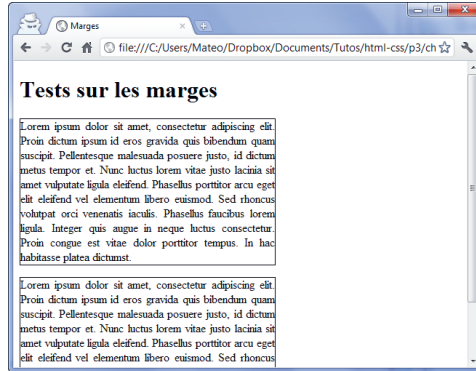 Marges
file:///C:/Users/Mateo/Dropbox/Documents/Tutos/html-css/p3/ch
Tests sur les marges
Lorem ipsum dolor sit amet, consectetur adipiscing elit.
Proin dictum ipsum id eros gravida quis bibendum quam
suscipit. Pellentesque malesuada posuere justo, id dictum
metus tempor et. Nunc luctus lorem vitae justo lacinia sit
amet vulputate ligula eleifend. Phasellus porttitor arcu eget
elit eleifend vel elementum libero euismod. Sed rhoncus
volutpat orci venenatis iaculis. Phasellus faucibus lorem
ligula. Integer quis augue in neque luctus consectetur.
Proin congue est vitae dolor porttitor tempus. In hac
habitasse platea dictumst.
Lorem ipsum dolor sit amet, consectetur adipiscing elit.
Proin dictum ipsum id eros gravida quis bibendum quam
suscipit. Pellentesque malesuada posuere justo, id dictum
metus tempor et. Nunc luctus lorem vitae justo lacinia sit
amet vulputate ligula eleifend. Phasellus porttitor arcu eget
elit eleifend vel elementum libero euismod. Sed rhoncus